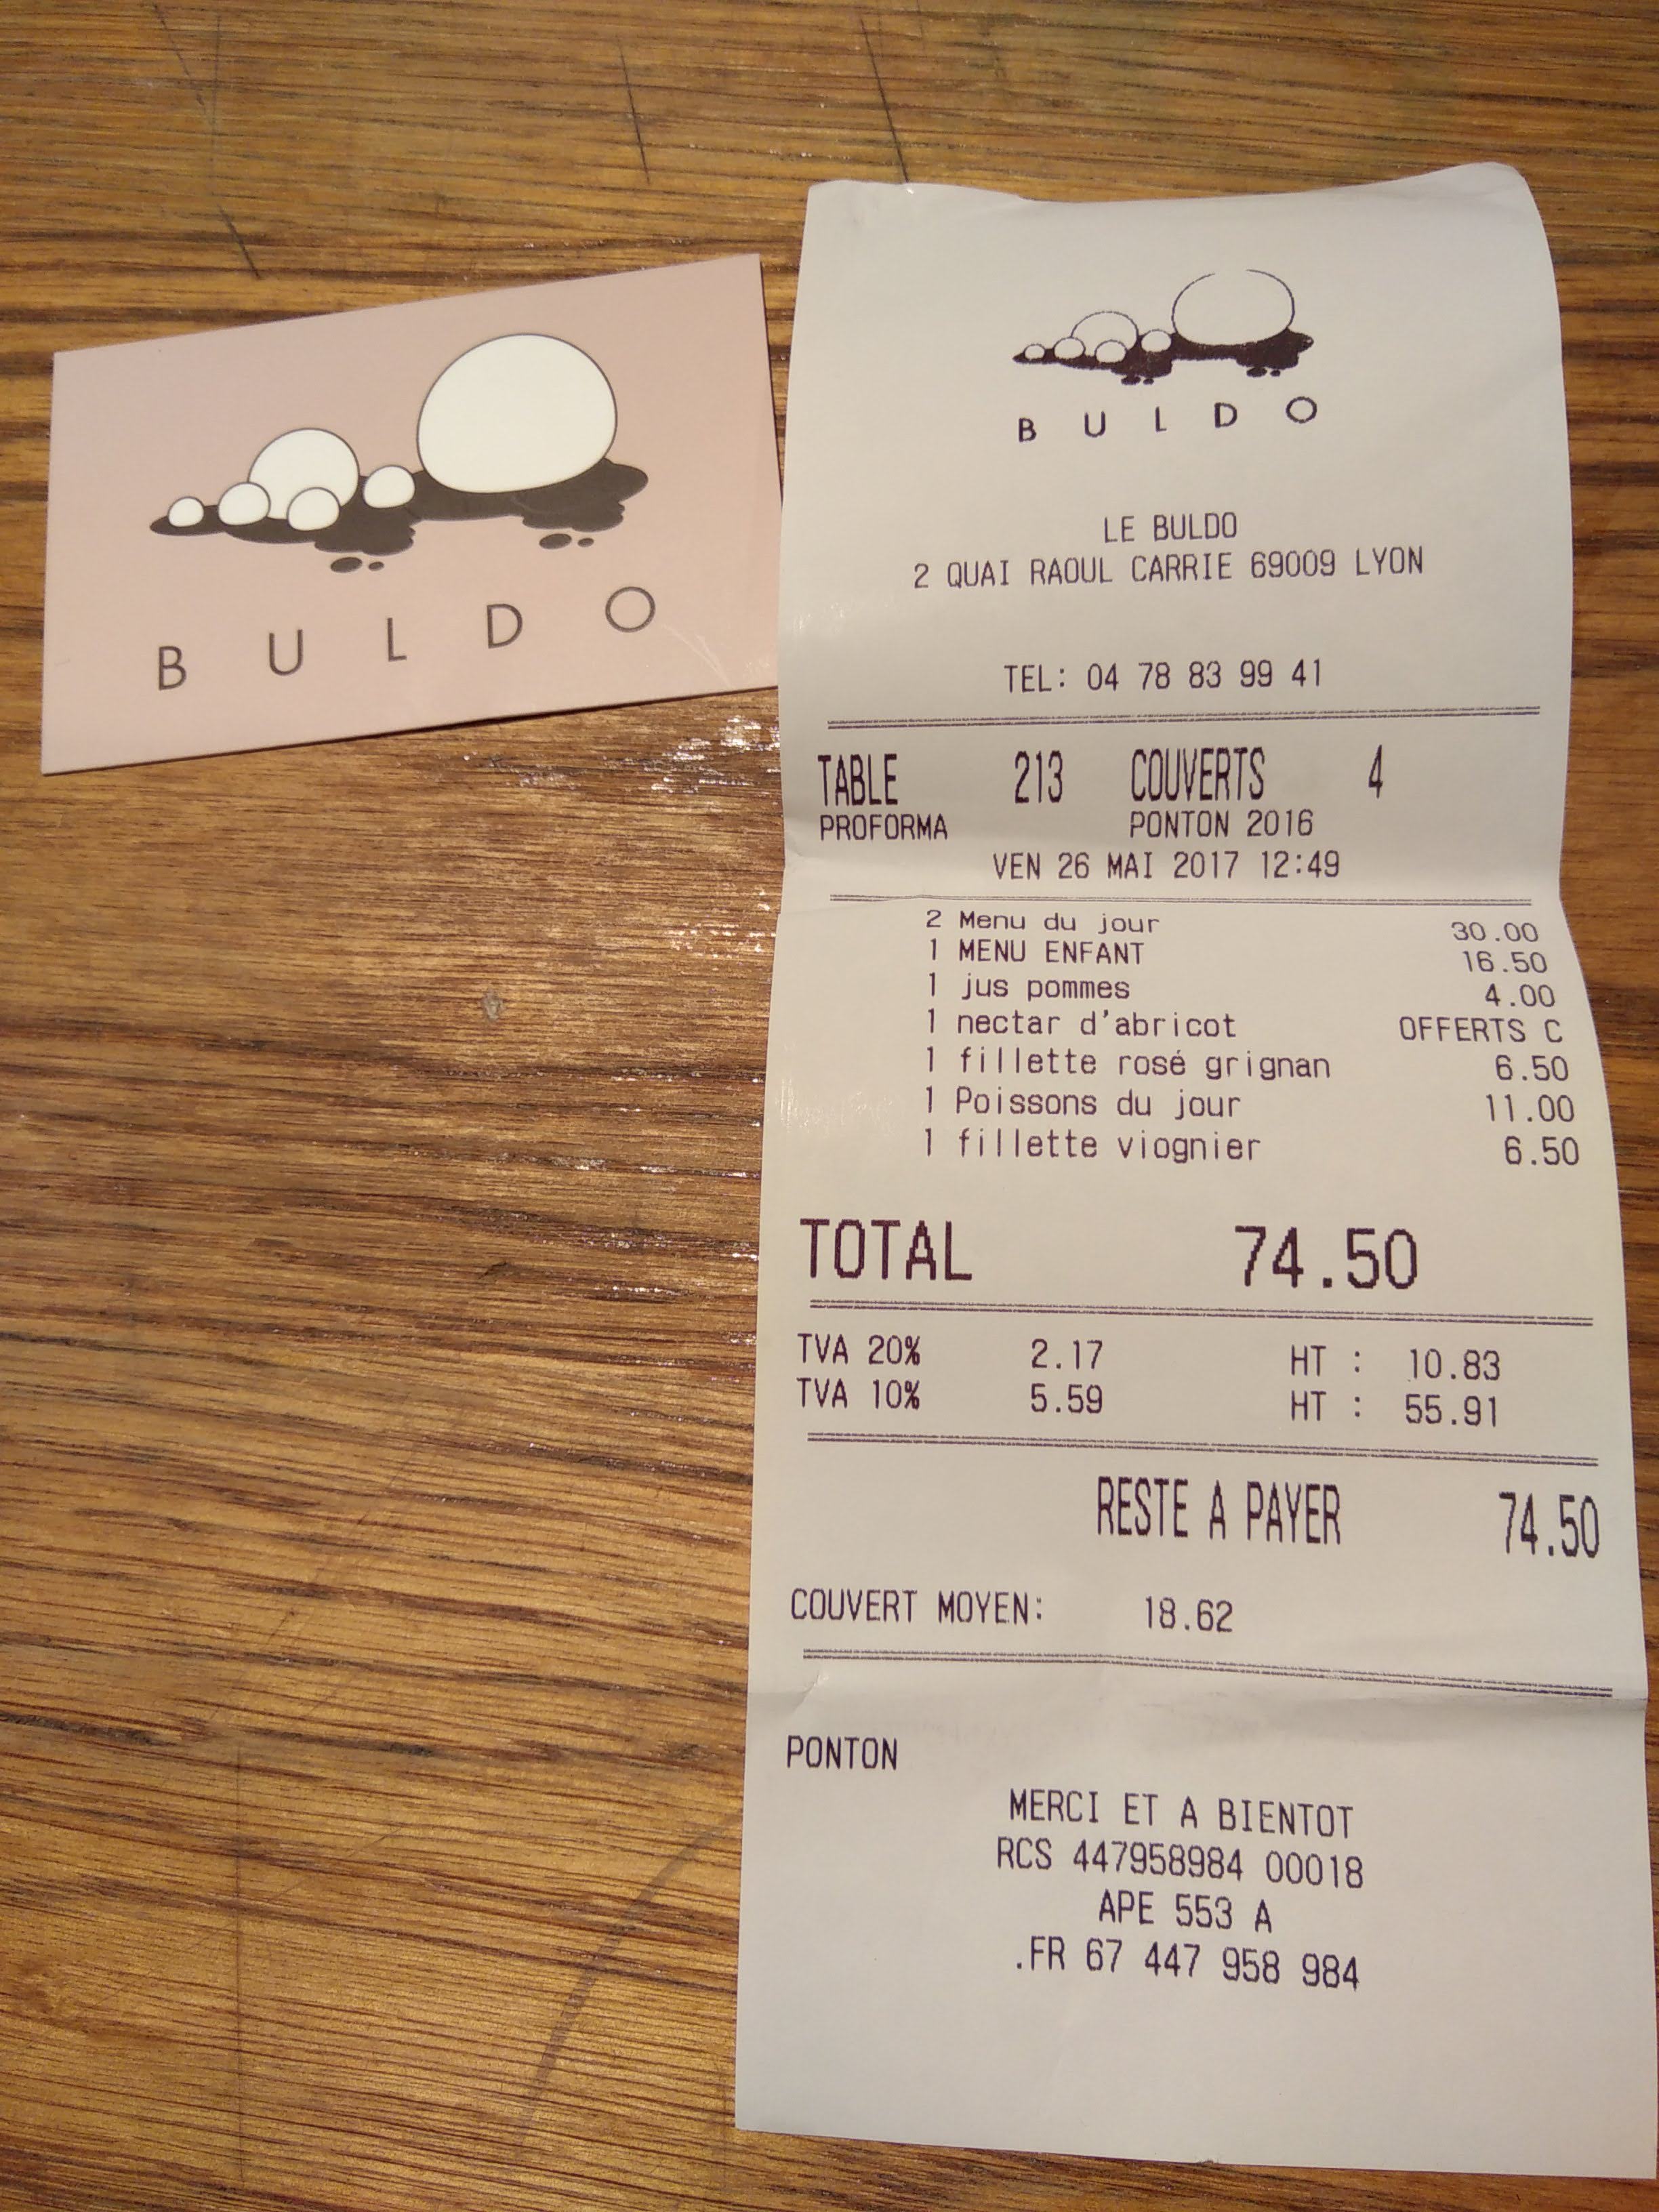 B U L D O
B U L D O
LE BULDO
2 QUAI RAOUL CARRIE 69009 LYON
TEL: 04 78 83 99 41
TABLE 213 COUVERTS 4
PROFORMA PONTON 2016
VEN 26 MAI 2017 12:49
2 Menu du jour 30.00
1 MENU ENFANT 16.50
1 jus pommes 4.00
1 nectar d'abricot OFFERTS C
1 fillette rosé grignan 6.50
1 Poissons du jour 11.00
1 fillette viognier 6.50
TOTAL 74.50
TVA 20% 2.17 HT : 10.83
TVA 10% 5.59 HT : 55.91
RESTE A PAYER 74.50
COUVERT MOYEN: 18.62
PONTON
MERCI ET A BIENTOT
RCS 447958984 00018
APE 553 A
.FR 67 447 958 984